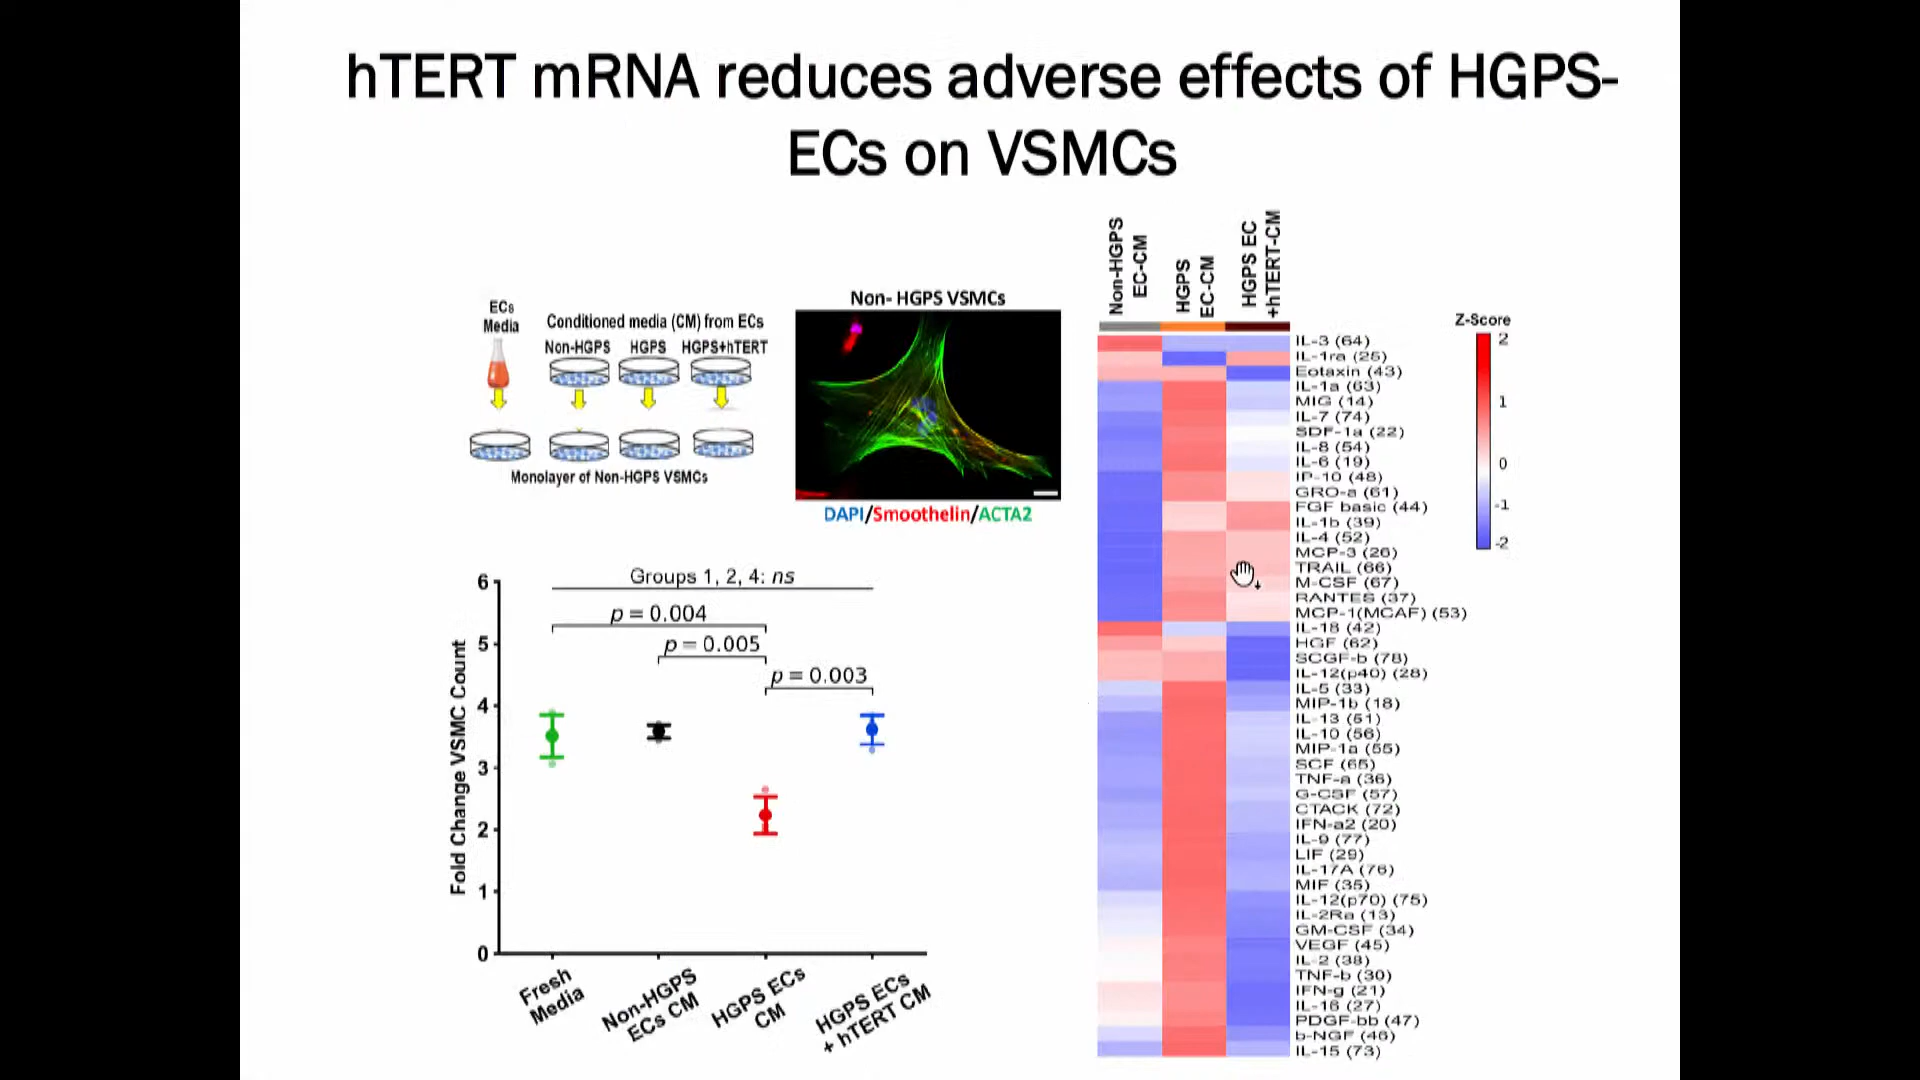 hTERT mRNA reduces adverse effects of HGPS-
ECs on VSMCs
ECs
Media
Conditioned media (CM) from ECs
Non-HGPS HGPS HGPS+hTERT
Monolayer of Non-HGPS VSMCs
Non- HGPS VSMCs
DAPI/Smoothelin/ACTA2
Groups 1, 2, 4: ns
p = 0.004
p = 0.005
p = 0.003
Fold Change VSMC Count
6
5
4
3
2
1
0
Fresh
Media
Non-HGPS
ECs CM
HGPS ECs
CM
HGPS ECs
+ hTERT CM
Non-HGPS
EC-CM
HGPS
EC-CM
HGPS EC
+hTERT-CM
IL-3 (64)
IL-1ra (25)
Eotaxin (43)
IL-1a (63)
MIG (14)
IL-7 (74)
SDF-1a (22)
IL-8 (54)
IL-6 (19)
IP-10 (48)
GRO-a (61)
FGF basic (44)
IL-1b (39)
IL-4 (52)
MCP-3 (26)
TRAIL (66)
M-CSF (67)
RANTES (37)
MCP-1(MCAF) (53)
IL-18 (42)
HGF (62)
SCGF-b (78)
IL-12(p40) (28)
IL-5 (33)
MIP-1b (18)
IL-13 (51)
IL-10 (56)
MIP-1a (55)
SCF (65)
TNF-a (36)
G-CSF (57)
CTACK (72)
IFN-a2 (20)
IL-9 (77)
LIF (29)
IL-17A (76)
MIF (35)
IL-12(p70) (75)
IL-2Ra (13)
GM-CSF (34)
VEGF (45)
IL-2 (38)
TNF-b (30)
IFN-g (21)
IL-16 (27)
PDGF-bb (47)
b-NGF (46)
IL-15 (73)
Z-Score
2
1
0
-1
-2